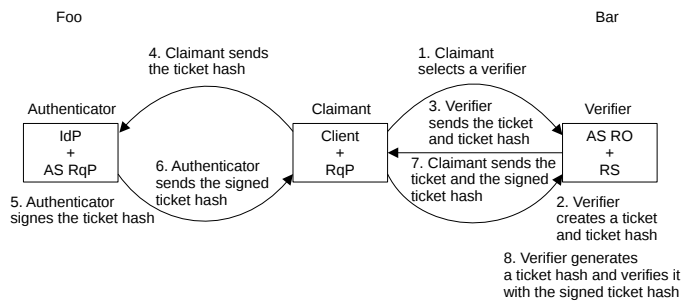 Foo
Bar
4. Claimant sends
the ticket hash
1. Claimant
selects a verifier
Authenticator
Claimant
Verifier
IdP
+
AS RqP
Client
+
RqP
AS RO
+
RS
3. Verifier
sends the ticket
and ticket hash
6. Authenticator
sends the signed
ticket hash
7. Claimant sends the
ticket and the signed
ticket hash
5. Authenticator
signes the ticket hash
2. Verifier
creates a ticket
and ticket hash
8. Verifier generates
a ticket hash and verifies it
with the signed ticket hash